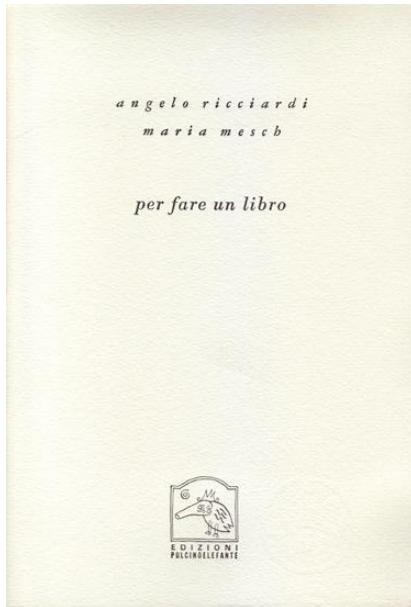 angelo ricciardi
maria mesch
per fare un libro
EDIZIONI
PULCINOELEFANTE